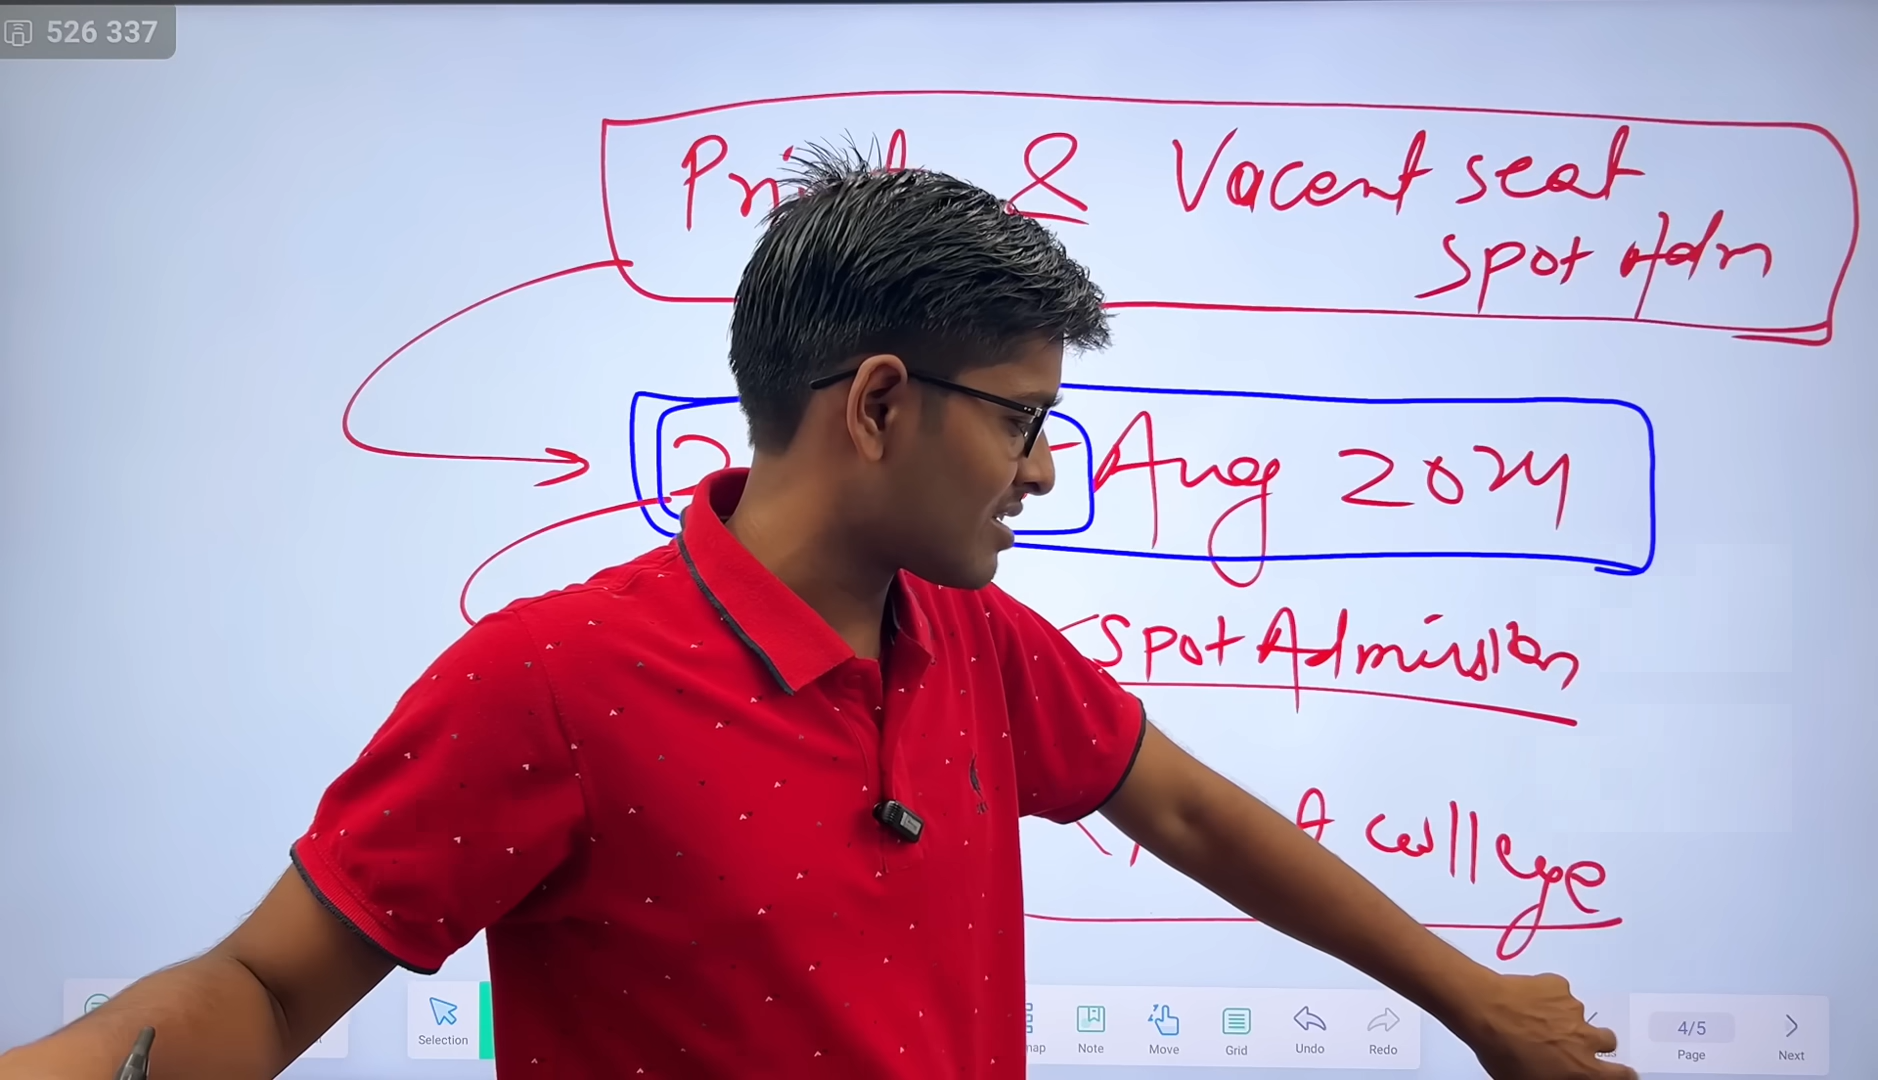 526 337
& Vacent seat
Spot Adm
Aug 2024
Spot Admission
College
Selection
Note
Move
Grid
Undo
Redo
4/5
Page
Next